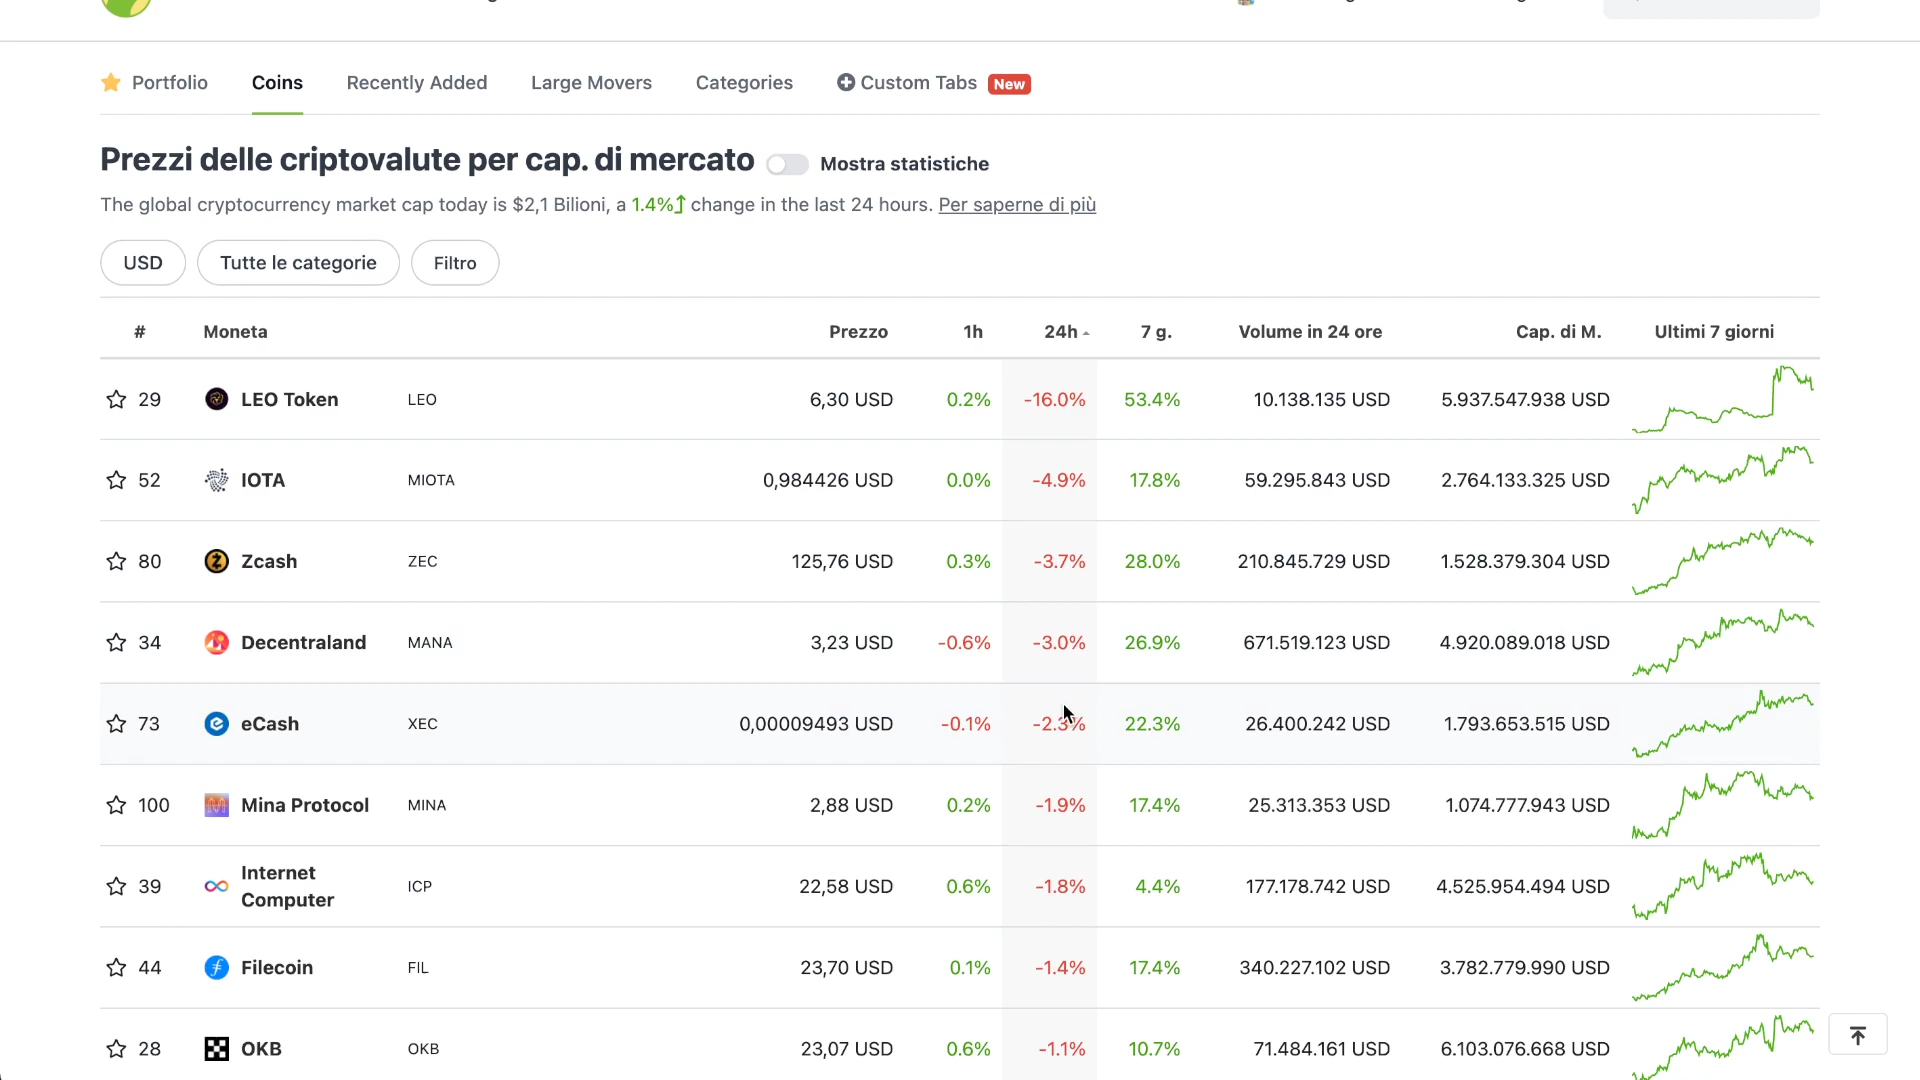 Portfolio Coins Recently Added Large Movers Categories Custom Tabs New
Prezzi delle criptovalute per cap. di mercato Mostra statistiche
The global cryptocurrency market cap today is $2,1 Bilioni, a 1.4% change in the last 24 hours. Per saperne di più
USD Tutte le categorie Filtro
# Moneta Prezzo 1h 24h 7 g. Volume in 24 ore Cap. di M. Ultimi 7 giorni
29 LEO Token LEO 6,30 USD 0.2% -16.0% 53.4% 10.138.135 USD 5.937.547.938 USD
52 IOTA MIOTA 0,984426 USD 0.0% -4.9% 17.8% 59.295.843 USD 2.764.133.325 USD
80 Zcash ZEC 125,76 USD 0.3% -3.7% 28.0% 210.845.729 USD 1.528.379.304 USD
34 Decentraland MANA 3,23 USD -0.6% -3.0% 26.9% 671.519.123 USD 4.920.089.018 USD
73 eCash XEC 0,00009493 USD -0.1% -2.3% 22.3% 26.400.242 USD 1.793.653.515 USD
100 Mina Protocol MINA 2,88 USD 0.2% -1.9% 17.4% 25.313.353 USD 1.074.777.943 USD
39 Internet Computer ICP 22,58 USD 0.6% -1.8% 4.4% 177.178.742 USD 4.525.954.494 USD
44 Filecoin FIL 23,70 USD 0.1% -1.4% 17.4% 340.227.102 USD 3.782.779.990 USD
28 OKB OKB 23,07 USD 0.6% -1.1% 10.7% 71.484.161 USD 6.103.076.668 USD